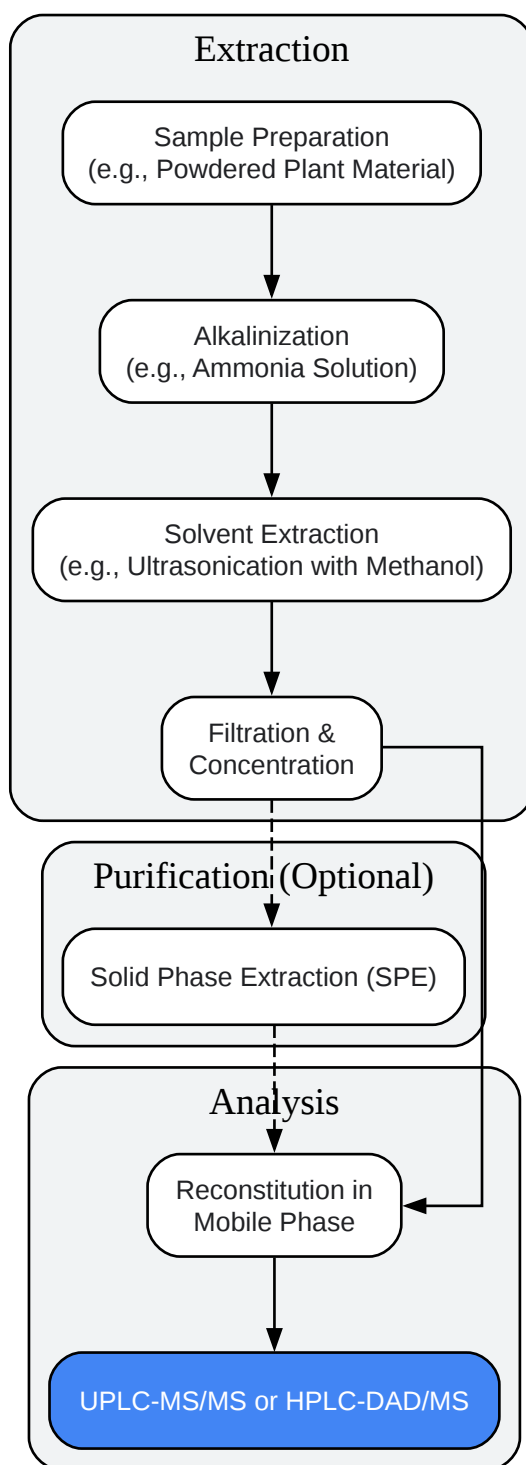 Extraction
Sample Preparation
(e.g., Powdered Plant Material)
Alkalinization
(e.g., Ammonia Solution)
Solvent Extraction
(e.g., Ultrasonication with Methanol)
Filtration &
Concentration
Purification (Optional)
Solid Phase Extraction (SPE)
Analysis
Reconstitution in
Mobile Phase
UPLC-MS/MS or HPLC-DAD/MS